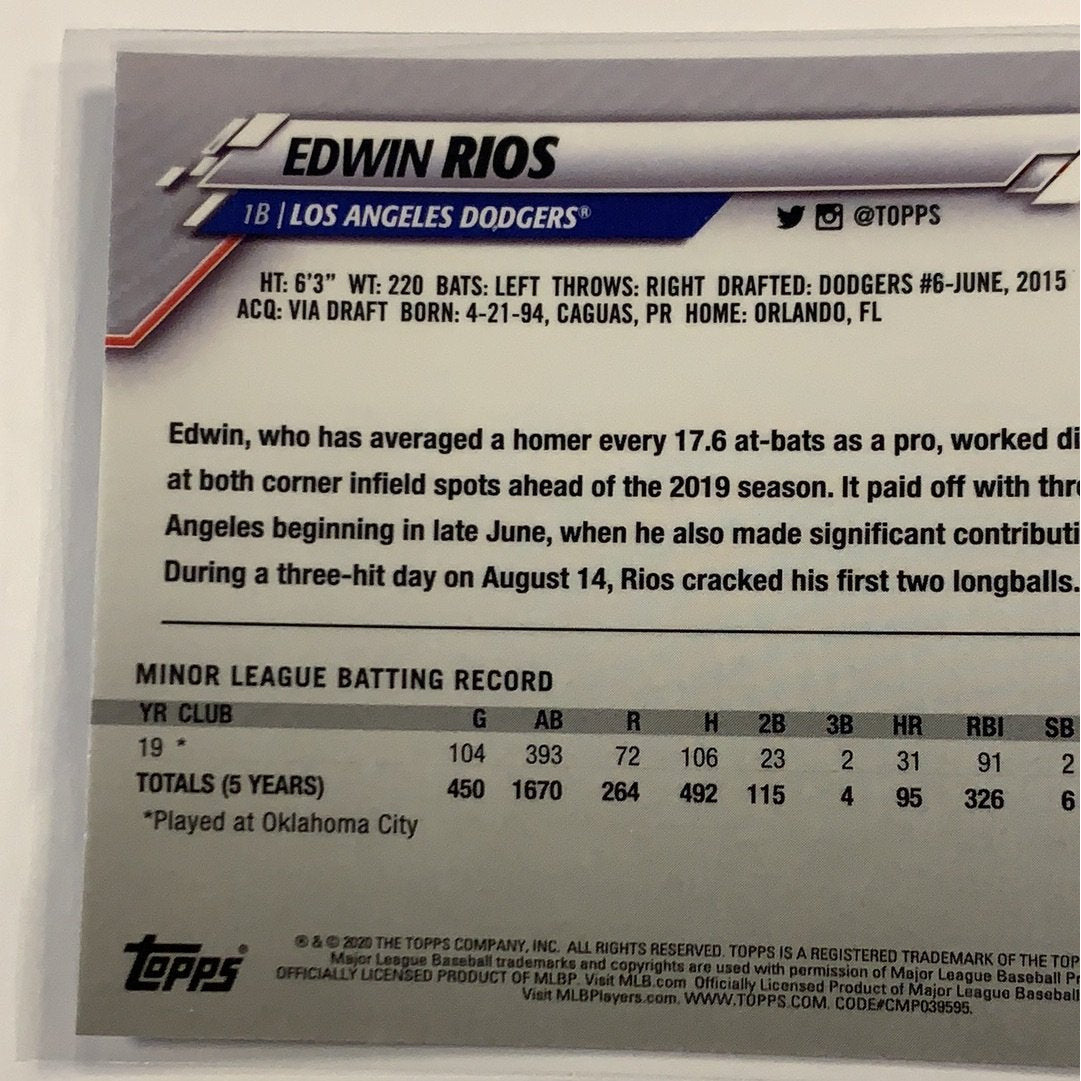 EDWIN RIOS
1B | LOS ANGELES DODGERS®
@TOPPS
HT: 6'3" WT: 220 BATS: LEFT THROWS: RIGHT DRAFTED: DODGERS #6-JUNE, 2015
ACQ: VIA DRAFT BORN: 4-21-94, CAGUAS, PR HOME: ORLANDO, FL
Edwin, who has averaged a homer every 17.6 at-bats as a pro, worked di
at both corner infield spots ahead of the 2019 season. It paid off with thr
Angeles beginning in late June, when he also made significant contributi
During a three-hit day on August 14, Rios cracked his first two longballs.
MINOR LEAGUE BATTING RECORD
YR CLUB G AB R H 2B 3B HR RBI SB
19 * 104 393 72 106 23 2 31 91 2
TOTALS (5 YEARS) 450 1670 264 492 115 4 95 326 6
*Played at Oklahoma City
Topps®
® & © 2020 THE TOPPS COMPANY, INC. ALL RIGHTS RESERVED. TOPPS IS A REGISTERED TRADEMARK OF THE TOP
Major League Baseball trademarks and copyrights are used with permission of Major League Baseball Pr
OFFICIALLY LICENSED PRODUCT OF MLBP. Visit MLB.com Officially Licensed Product of Major League Baseball
Visit MLBPlayers.com. WWW.TOPPS.COM. CODE#CMP039595.